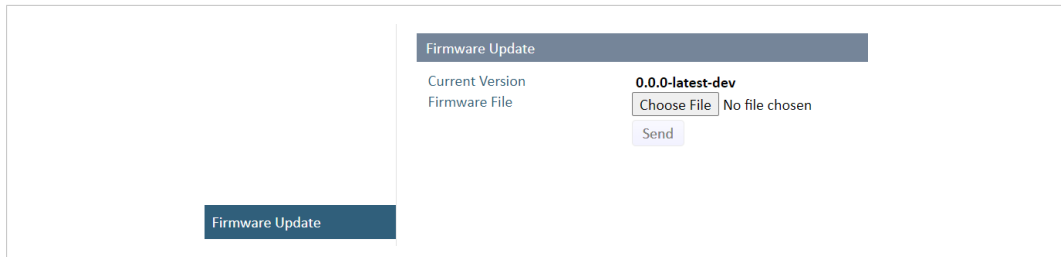 Firmware Update
Current Version 0.0.0-latest-dev
Firmware File Choose File No file chosen
Send
Firmware Update